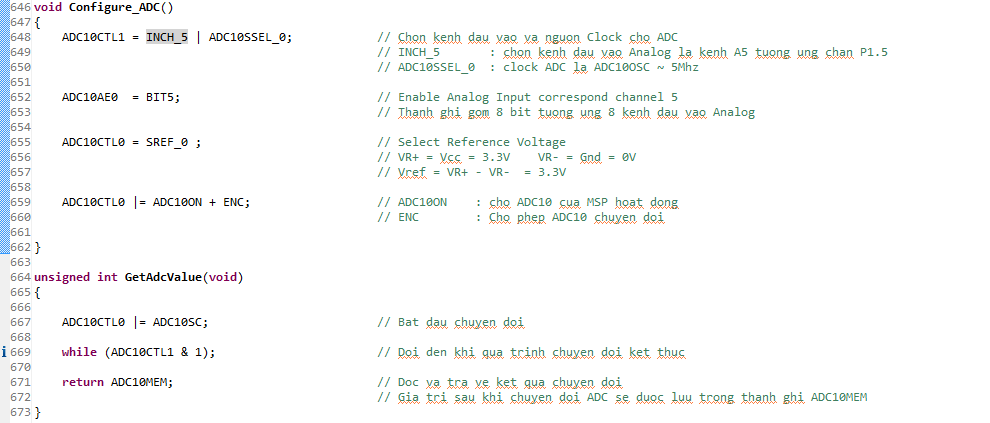 646 void Configure_ADC()
647 {
648 ADC10CTL1 = INCH_5 | ADC10SSEL_0; // Chon kenh dau vao va nguon Clock cho ADC
649 // INCH_5 : chon kenh dau vao Analog la kenh A5 tuong ung chan P1.5
650 // ADC10SSEL_0 : clock ADC la ADC10OSC ~ 5Mhz
651
652 ADC10AE0 = BIT5; // Enable Analog Input correspond channel 5
653 // Thanh ghi gom 8 bit tuong ung 8 kenh dau vao Analog
654
655 ADC10CTL0 = SREF_0 ; // Select Reference Voltage
656 // VR+ = Vcc = 3.3V VR- = Gnd = 0V
657 // Vref = VR+ - VR- = 3.3V
658
659 ADC10CTL0 |= ADC10ON + ENC; // ADC10ON : cho ADC10 cua MSP hoat dong
660 // ENC : Cho phep ADC10 chuyen doi
661
662 }
663
664 unsigned int GetAdcValue(void)
665 {
666
667 ADC10CTL0 |= ADC10SC; // Bat dau chuyen doi
668
i 669 while (ADC10CTL1 & 1); // Doi den khi qua trinh chuyen doi ket thuc
670
671 return ADC10MEM; // Doc va tra ve ket qua chuyen doi
672 // Gia tri sau khi chuyen doi ADC se duoc luu trong thanh ghi ADC10MEM
673 }